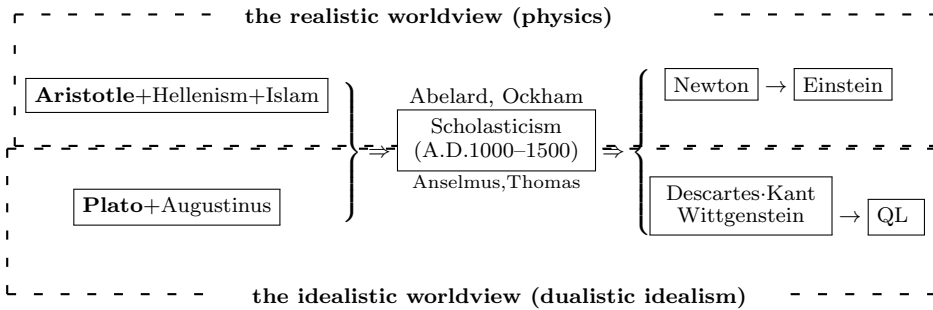 the realistic worldview (physics)
Aristotle+Hellenism+Islam
Plato+Augustinus
⇒
Abelard, Ockham
Scholasticism
(A.D.1000–1500)
Anselmus,Thomas
⇒
Newton → Einstein
Descartes·Kant
Wittgenstein
→ QL
the idealistic worldview (dualistic idealism)